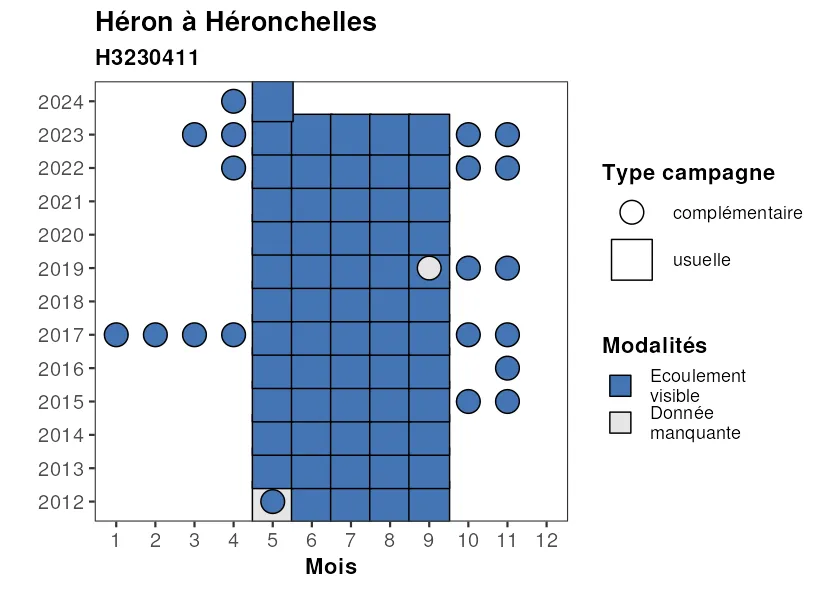 Héron à Héronchelles
H3230411
2024
2023
2022
2021
2020
2019
2018
2017
2016
2015
2014
2013
2012
1 2 3 4 5 6 7 8 9 10 11 12
Mois
Type campagne
complémentaire
usuelle
Modalités
Ecoulement
visible
Donnée
manquante